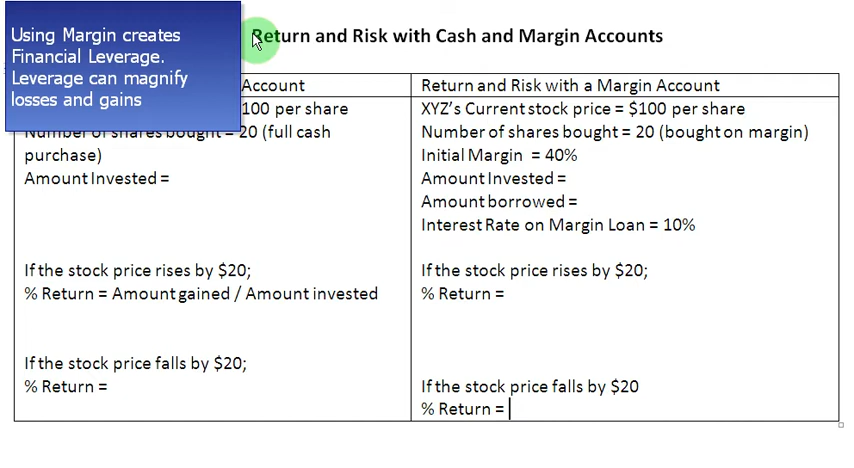 Using Margin creates
Financial Leverage.
Leverage can magnify
losses and gains
Return and Risk with Cash and Margin Accounts
Account
100 per share
Number of shares bought = 20 (full cash
purchase)
Amount Invested =
If the stock price rises by $20;
% Return = Amount gained / Amount invested
If the stock price falls by $20;
% Return =
Return and Risk with a Margin Account
XYZ’s Current stock price = $100 per share
Number of shares bought = 20 (bought on margin)
Initial Margin = 40%
Amount Invested =
Amount borrowed =
Interest Rate on Margin Loan = 10%
If the stock price rises by $20;
% Return =
If the stock price falls by $20
% Return =